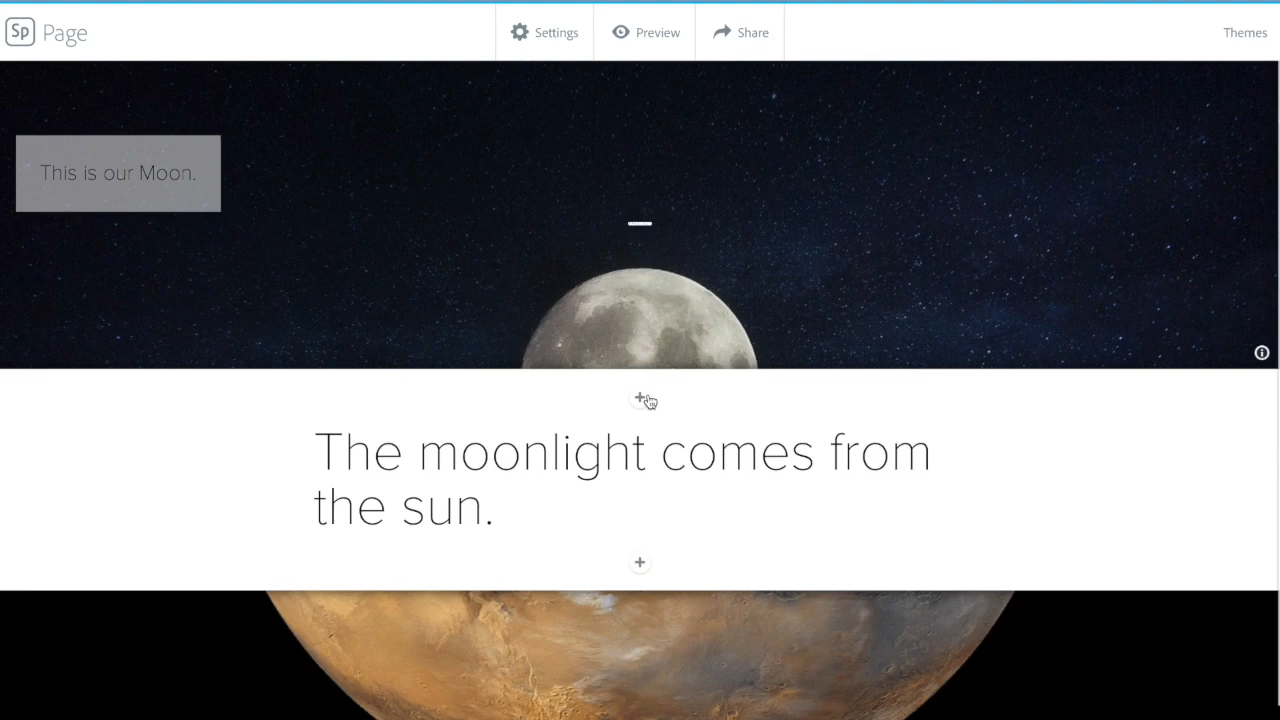 Sp Page
Settings
Preview
Share
Themes
This is our Moon.
The moonlight comes from
the sun.